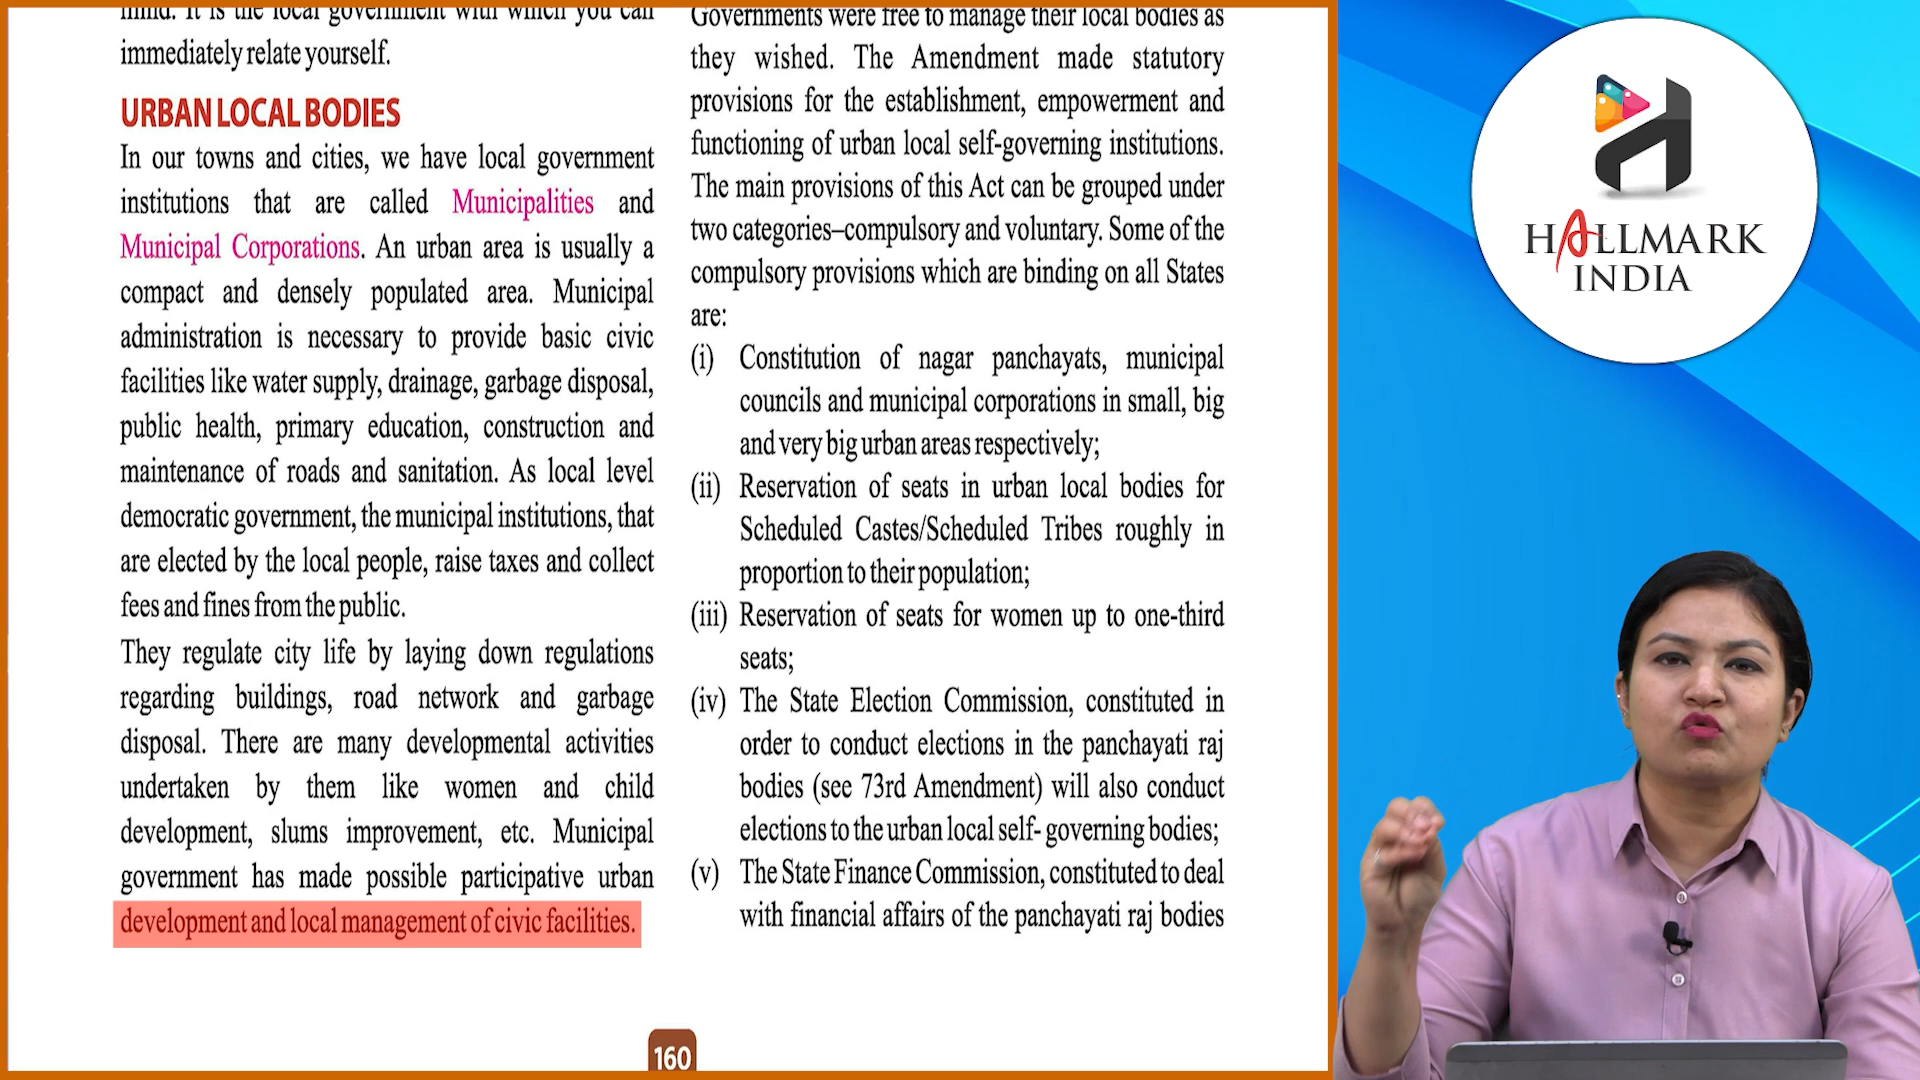 mind. It is the local government with which you can
immediately relate yourself.
URBAN LOCAL BODIES
In our towns and cities, we have local government
institutions that are called Municipalities and
Municipal Corporations. An urban area is usually a
compact and densely populated area. Municipal
administration is necessary to provide basic civic
facilities like water supply, drainage, garbage disposal,
public health, primary education, construction and
maintenance of roads and sanitation. As local level
democratic government, the municipal institutions, that
are elected by the local people, raise taxes and collect
fees and fines from the public.
They regulate city life by laying down regulations
regarding buildings, road network and garbage
disposal. There are many developmental activities
undertaken by them like women and child
development, slums improvement, etc. Municipal
government has made possible participative urban
development and local management of civic facilities.
Governments were free to manage their local bodies as
they wished. The Amendment made statutory
provisions for the establishment, empowerment and
functioning of urban local self-governing institutions.
The main provisions of this Act can be grouped under
two categories–compulsory and voluntary. Some of the
compulsory provisions which are binding on all States
are:
(i) Constitution of nagar panchayats, municipal
councils and municipal corporations in small, big
and very big urban areas respectively;
(ii) Reservation of seats in urban local bodies for
Scheduled Castes/Scheduled Tribes roughly in
proportion to their population;
(iii) Reservation of seats for women up to one-third
seats;
(iv) The State Election Commission, constituted in
order to conduct elections in the panchayati raj
bodies (see 73rd Amendment) will also conduct
elections to the urban local self- governing bodies;
(v) The State Finance Commission, constituted to deal
with financial affairs of the panchayati raj bodies
160
HALLMARK
INDIA